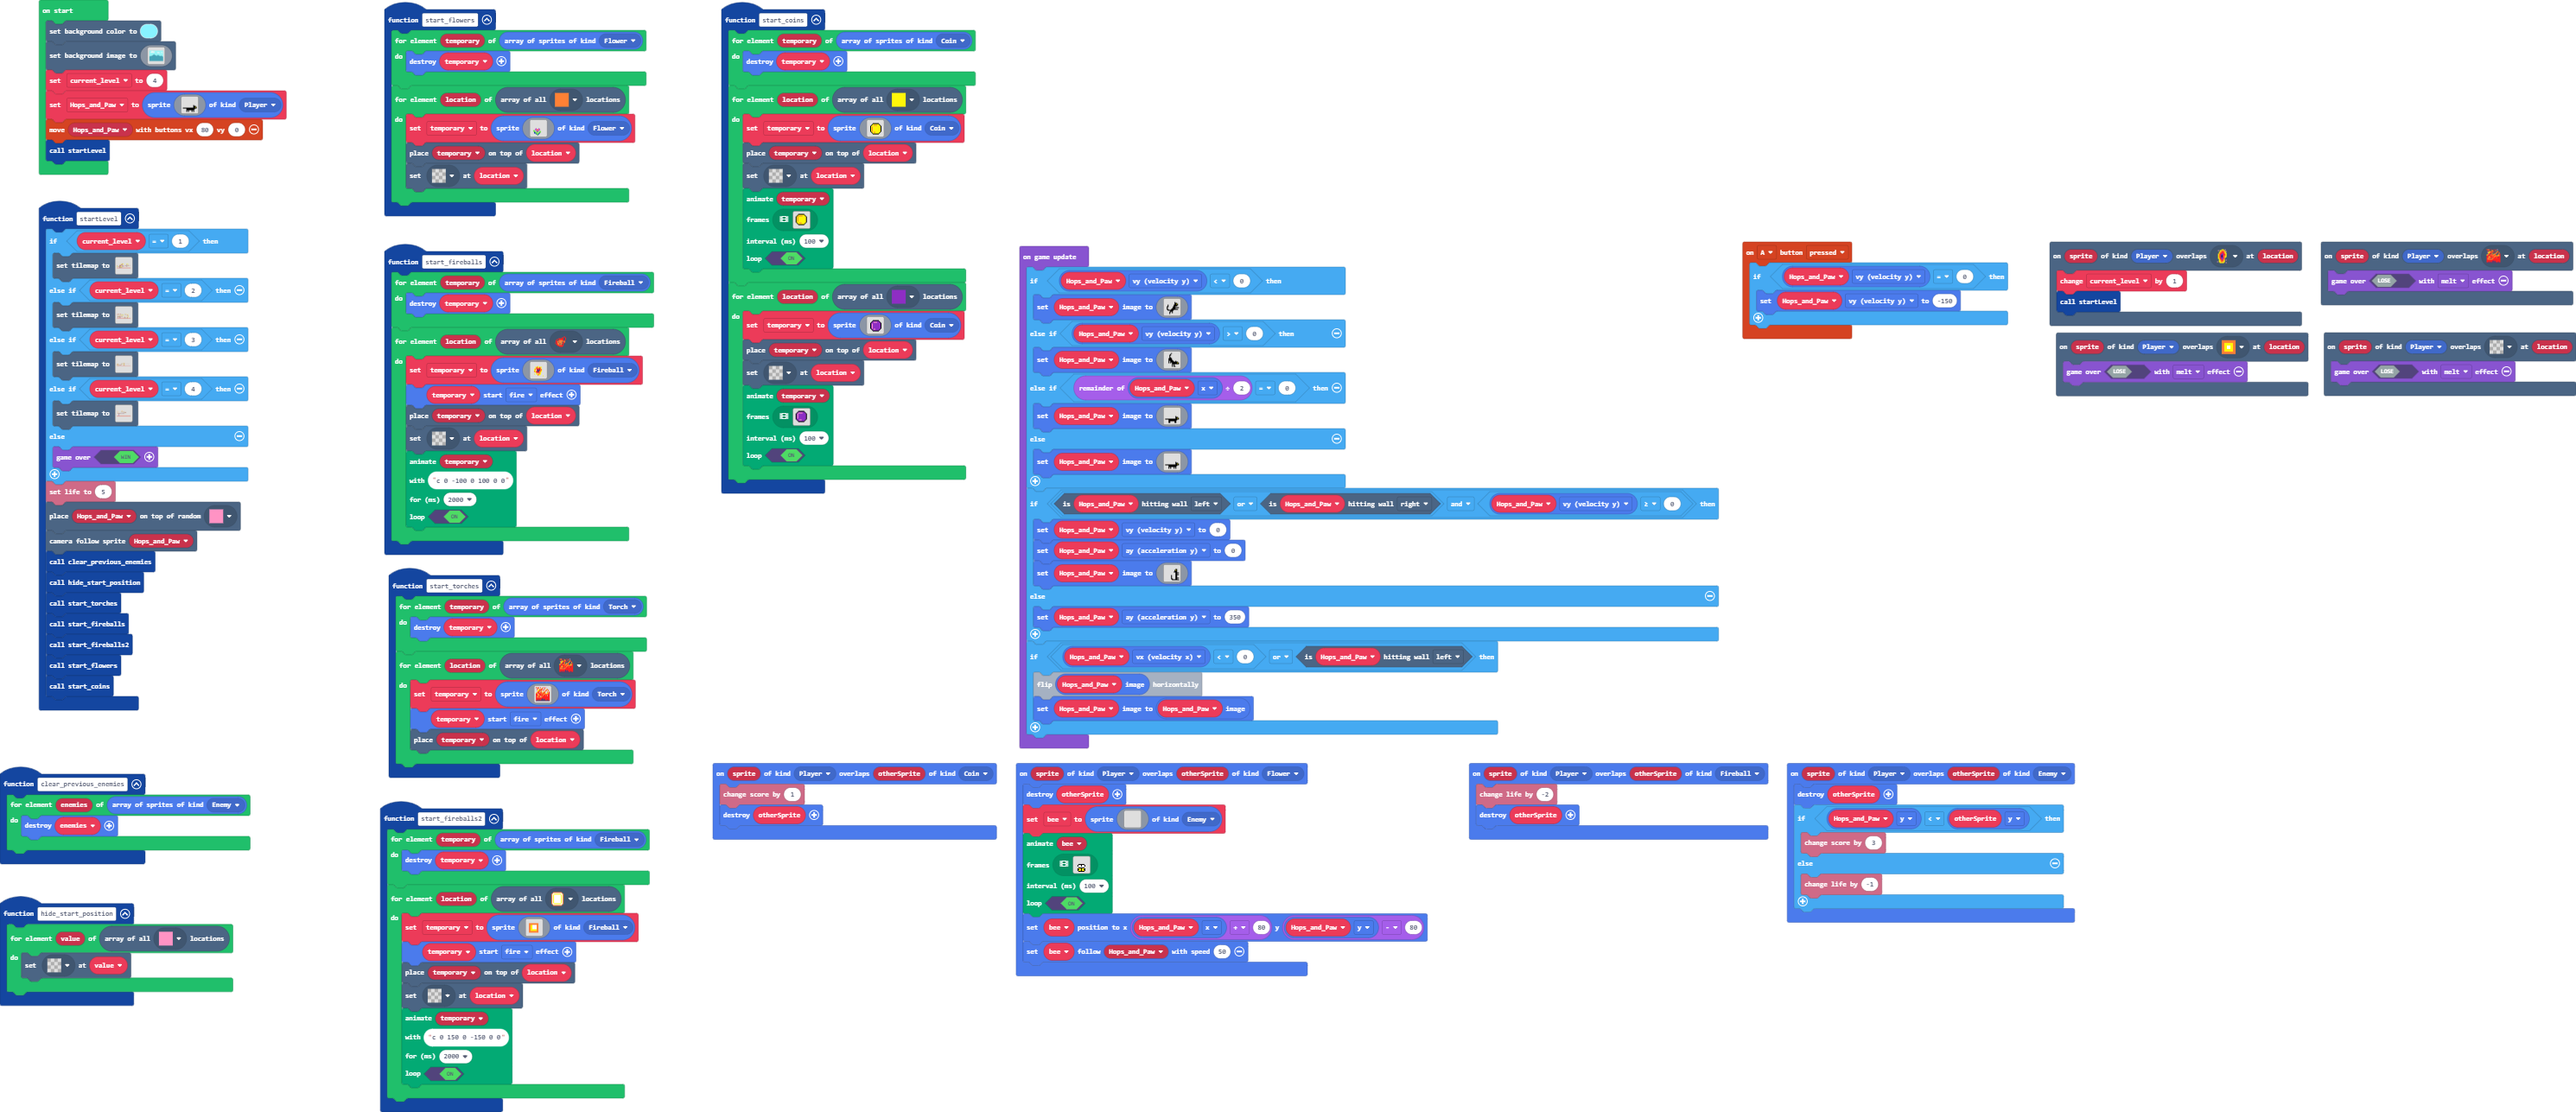 on start
set background color to
set background image to
set current_level to 4
set Hops_and_Paw to sprite of kind Player
move Hops_and_Paw with buttons vx 80 vy 0
call startLevel
function startLevel
if current_level = 1 then
set tilemap to
else if current_level = 2 then
set tilemap to
else if current_level = 3 then
set tilemap to
else if current_level = 4 then
set tilemap to
else
game over WIN
set life to 5
place Hops_and_Paw on top of random
camera follow sprite Hops_and_Paw
call clear_previous_enemies
call hide_start_position
call start_torches
call start_fireballs
call start_fireballs2
call start_flowers
call start_coins
function clear_previous_enemies
for element enemies of array of sprites of kind Enemy
do
destroy enemies
function hide_start_position
for element value of array of all locations
do
set at value
function start_flowers
for element temporary of array of sprites of kind Flower
do
destroy temporary
for element location of array of all locations
do
set temporary to sprite of kind Flower
place temporary on top of location
set at location
function start_fireballs
for element temporary of array of sprites of kind Fireball
do
destroy temporary
for element location of array of all locations
do
set temporary to sprite of kind Fireball
temporary start fire effect
place temporary on top of location
set at location
animate temporary
with "c 0 -100 0 100 0 0"
for (ms) 2000
loop ON
function start_torches
for element temporary of array of sprites of kind Torch
do
destroy temporary
for element location of array of all locations
do
set temporary to sprite of kind Torch
temporary start fire effect
place temporary on top of location
function start_fireballs2
for element temporary of array of sprites of kind Fireball
do
destroy temporary
for element location of array of all locations
do
set temporary to sprite of kind Fireball
temporary start fire effect
place temporary on top of location
set at location
animate temporary
with "c 0 150 0 -150 0 0"
for (ms) 2000
loop ON
function start_coins
for element temporary of array of sprites of kind Coin
do
destroy temporary
for element location of array of all locations
do
set temporary to sprite of kind Coin
place temporary on top of location
set at location
animate temporary
frames
interval (ms) 100
loop ON
for element location of array of all locations
do
set temporary to sprite of kind Coin
place temporary on top of location
set at location
animate temporary
frames
interval (ms) 100
loop ON
on game update
if Hops_and_Paw vy (velocity y) < 0 then
set Hops_and_Paw image to
else if Hops_and_Paw vy (velocity y) > 0 then
set Hops_and_Paw image to
else if remainder of Hops_and_Paw x ÷ 2 = 0 then
set Hops_and_Paw image to
else
set Hops_and_Paw image to
if is Hops_and_Paw hitting wall left or is Hops_and_Paw hitting wall right and Hops_and_Paw vy (velocity y) ≥ 0 then
set Hops_and_Paw vy (velocity y) to 0
set Hops_and_Paw ay (acceleration y) to 0
set Hops_and_Paw image to
else
set Hops_and_Paw ay (acceleration y) to 350
if Hops_and_Paw vx (velocity x) < 0 or is Hops_and_Paw hitting wall left then
flip Hops_and_Paw image horizontally
set Hops_and_Paw image to Hops_and_Paw image
on A button pressed
if Hops_and_Paw vy (velocity y) = 0 then
set Hops_and_Paw vy (velocity y) to -150
on sprite of kind Player overlaps at location
change current_level by 1
call startLevel
on sprite of kind Player overlaps at location
game over LOSE with melt effect
on sprite of kind Player overlaps at location
game over LOSE with melt effect
on sprite of kind Player overlaps at location
game over LOSE with melt effect
on sprite of kind Player overlaps otherSprite of kind Coin
change score by 1
destroy otherSprite
on sprite of kind Player overlaps otherSprite of kind Flower
destroy otherSprite
set bee to sprite of kind Enemy
animate bee
frames
interval (ms) 100
loop ON
set bee position to x Hops_and_Paw x + 80 y Hops_and_Paw y - 80
set bee follow Hops_and_Paw with speed 50
on sprite of kind Player overlaps otherSprite of kind Fireball
change life by -2
destroy otherSprite
on sprite of kind Player overlaps otherSprite of kind Enemy
destroy otherSprite
if Hops_and_Paw y < otherSprite y then
change score by 3
else
change life by -1